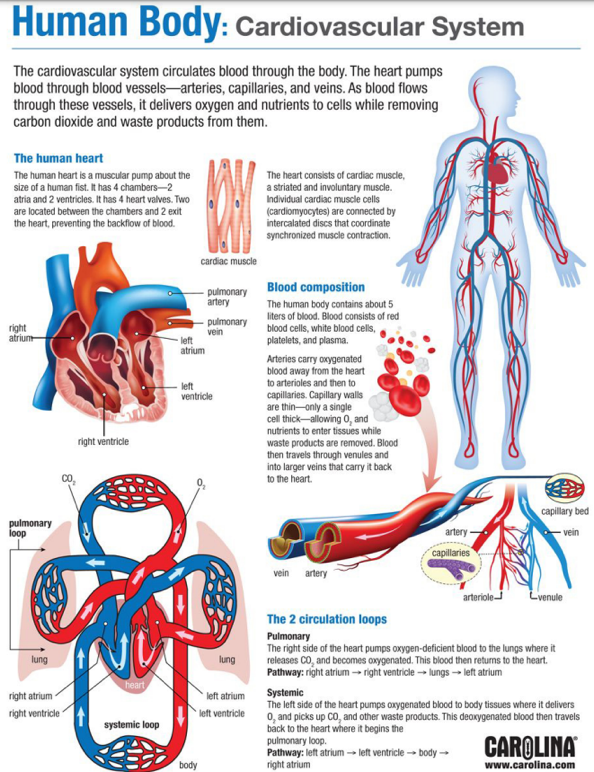 Human Body: Cardiovascular System
The cardiovascular system circulates blood through the body. The heart pumps
blood through blood vessels—arteries, capillaries, and veins. As blood flows
through these vessels, it delivers oxygen and nutrients to cells while removing
carbon dioxide and waste products from them.
The human heart
The human heart is a muscular pump about the
size of a human fist. It has 4 chambers—2
atria and 2 ventricles. It has 4 heart valves. Two
are located between the chambers and 2 exit
the heart, preventing the backflow of blood.
cardiac muscle
The heart consists of cardiac muscle,
a striated and involuntary muscle.
Individual cardiac muscle cells
(cardiomyocytes) are connected by
intercalated discs that coordinate
synchronized muscle contraction.
pulmonary
artery
pulmonary
vein
right
atrium
left
atrium
left
ventricle
right ventricle
Blood composition
The human body contains about 5
liters of blood. Blood consists of red
blood cells, white blood cells,
platelets, and plasma.
Arteries carry oxygenated
blood away from the heart
to arterioles and then to
capillaries. Capillary walls
are thin—only a single
cell thick—allowing O₂ and
nutrients to enter tissues while
waste products are removed. Blood
then travels through venules and
into larger veins that carry it back
to the heart.
CO₂
O₂
pulmonary
loop
lung
lung
heart
right atrium
left atrium
right ventricle
left ventricle
systemic loop
body
vein
artery
capillary bed
artery
vein
capillaries
arteriole
venule
The 2 circulation loops
Pulmonary
The right side of the heart pumps oxygen-deficient blood to the lungs where it
releases CO₂ and becomes oxygenated. This blood then returns to the heart.
Pathway: right atrium → right ventricle → lungs → left atrium
Systemic
The left side of the heart pumps oxygenated blood to body tissues where it delivers
O₂ and picks up CO₂ and other waste products. This deoxygenated blood then travels
back to the heart where it begins the
pulmonary loop.
Pathway: left atrium → left ventricle → body →
right atrium
CAROLINA®
www.carolina.com